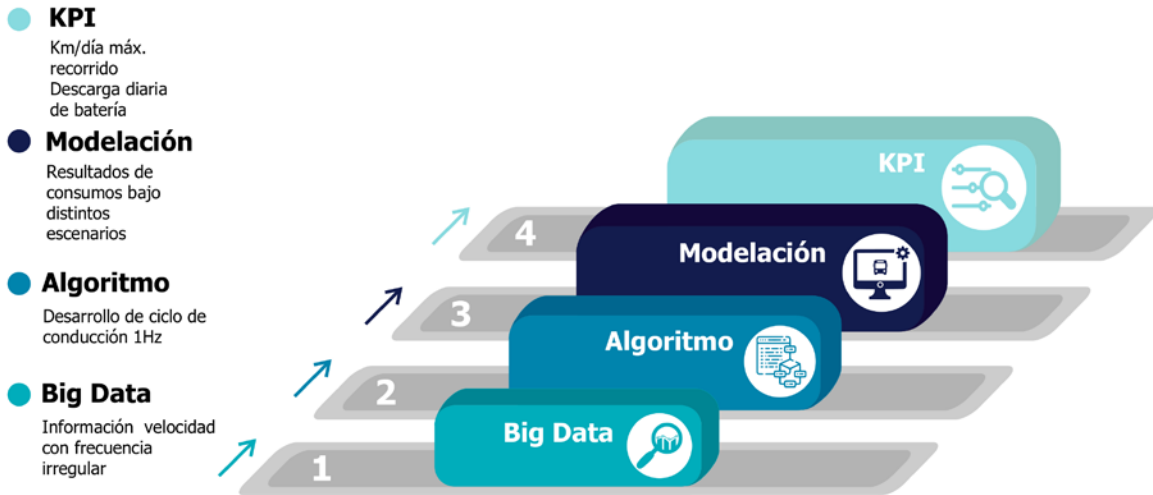 KPI
Km/día máx.
recorrido
Descarga diaria
de batería
Modelación
Resultados de
consumos bajo
distintos
escenarios
Algoritmo
Desarrollo de ciclo de
conducción 1Hz
Big Data
Información velocidad
con frecuencia
irregular
KPI
4
Modelación
3
Algoritmo
2
Big Data
1